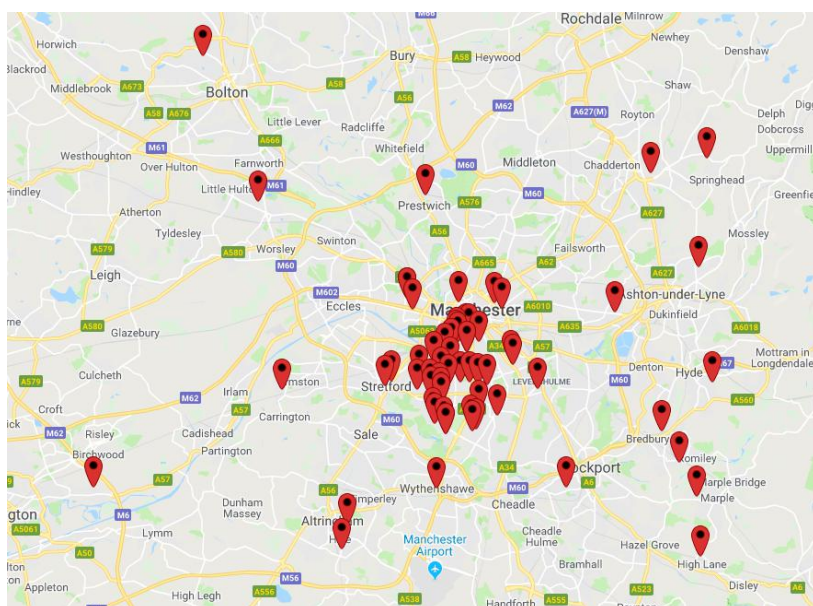 M66
Rochdale
Milnrow
Horwich
Newhey
Denshaw
Bury
A58
Heywood
Blackrod
A673
A58
Shaw
Middlebrook
Bolton
A56
M62
A58
A676
Little Lever
A627(M)
Royton
Delph
Radcliffe
Dobcross
A666
Westhoughton
M61
Whitefield
Uppermill
Over Hulton
Farnworth
M60
Middleton
Chadderton
Hindley
Little Hulton
M61
Springhead
Prestwich
A576
M60
Atherton
A627
Tyldesley
A56
Mossley
A579
Worsley
Swinton
A580
Failsworth
M60
A665
A62
Leigh
A627
M602
Eccles
Manchester
A6010
Ashton-under-Lyne
Dukinfield
A580
Glazebury
A635
A6018
A34
A57
Culcheth
Stretford
LEVENSHULME
Denton
Hyde
Mottram in
Longdendale
A579
Irlam
M60
M62
A57
Carrington
Croft
M60
A560
Risley
Cadishead
Sale
Bredbury
M62
Birchwood
Partington
Romiley
A57
A34
A56
Timperley
Wythenshawe
M60
A6
Marple Bridge
Marple
Dunham
Massey
Cheadle
A5061
M6
Lymm
Altrincham
Cheadle
Hulme
Hazel Grove
A50
Manchester
Airport
High Lane
M56
Bramhall
Appleton
High Legh
A556
A538
Handforth
A555
A523
Disley
A6